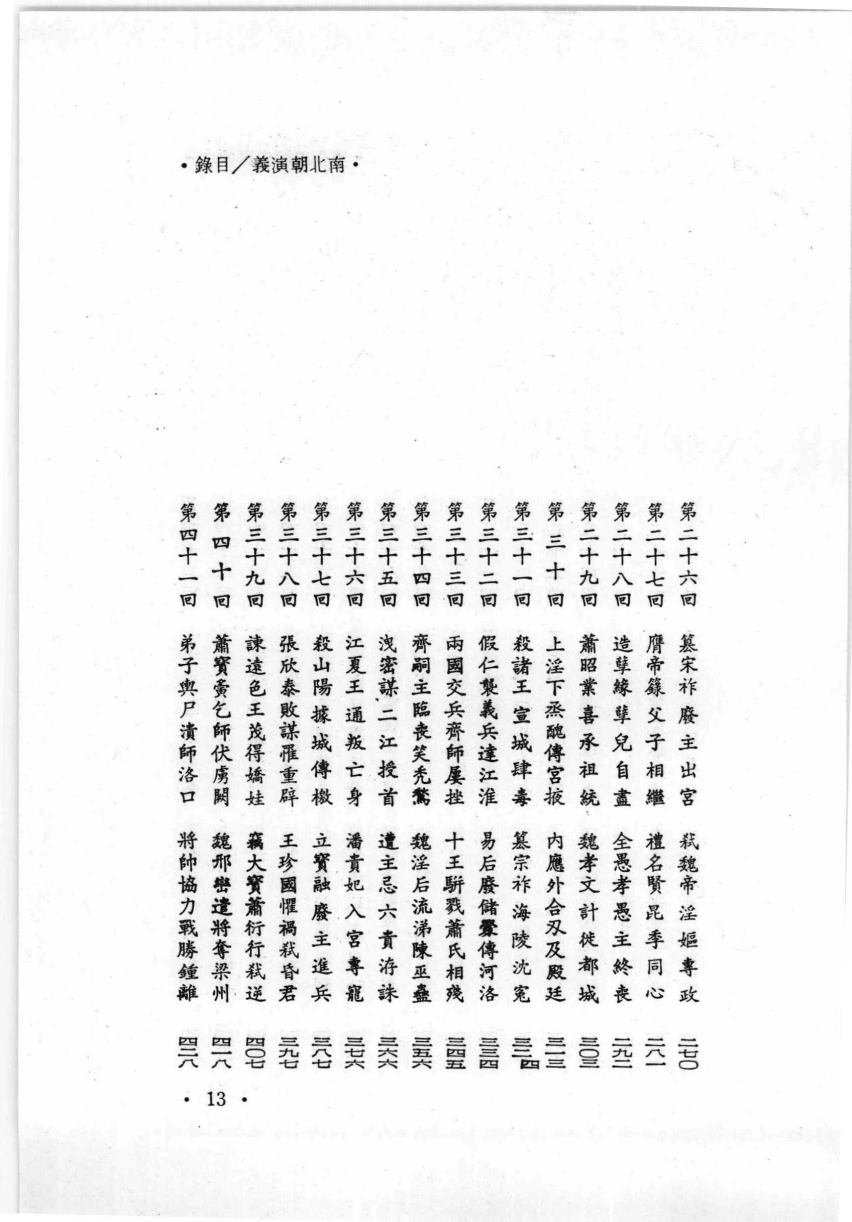 •錄目／義演朝北南•
第二十六回 篡宋祚廢主出宮 弒魏帝淫嫗專政 二七〇
第二十七回 膺帝籙父子相繼 禮名賢昆季同心 二八一
第二十八回 造孽緣孽兒自盡 全愚孝愚主終喪 二九二
第二十九回 蕭昭業喜承祖統 魏孝文計徙都城 三〇三
第三十回 上淫下烝醜傳宮掖 內應外合刃及殿廷 三一三
第三十一回 殺諸王宣城肆毒 篡宗祚海陵沈冤 三二四
第三十二回 假仁襲義兵達江淮 易后廢儲釁傳河洛 三三四
第三十三回 兩國交兵齊師屢挫 十王駢戮蕭氏相殘 三四五
第三十四回 齊嗣主臨喪笑禿鶖 魏淫后流涕陳巫蠱 三五六
第三十五回 洩密謀二江授首 遭主忌六貴洊誅 三六六
第三十六回 江夏王通叛亡身 潘貴妃入宮專寵 三七六
第三十七回 殺山陽據城傳檄 立寶融廢主進兵 三八七
第三十八回 張欣泰敗謀罹重辟 王珍國懼禍弒昏君 三九七
第三十九回 諫遠色王茂得嬌娃 竊大寶蕭衍行弒逆 四〇七
第四十回 蕭寶夤乞師伏虜闕 魏邢巒遣將奪梁州 四一八
第四十一回 弟子輿尸潰師洛口 將帥協力戰勝鍾離 四二八
• 13 •